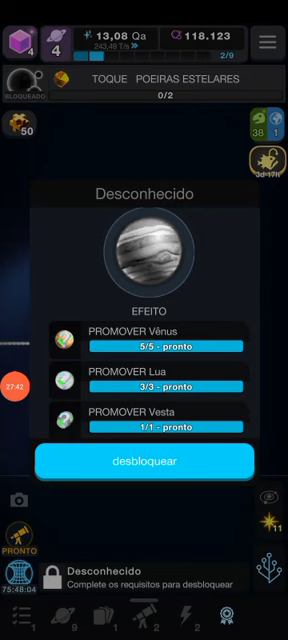 4
4
13,08 Qa
243,49 T/s
118.123
2/9
BLOQUEADO
TOQUE POEIRAS ESTELARES
0/2
50
38
1
3d 17h
Desconhecido
EFEITO
PROMOVER Vênus
5/5 - pronto
PROMOVER Lua
3/3 - pronto
PROMOVER Vesta
1/1 - pronto
27:42
desbloquear
11
PRONTO
75:48:04
Desconhecido
Complete os requisitos para desbloquear
1
9
1
2
2